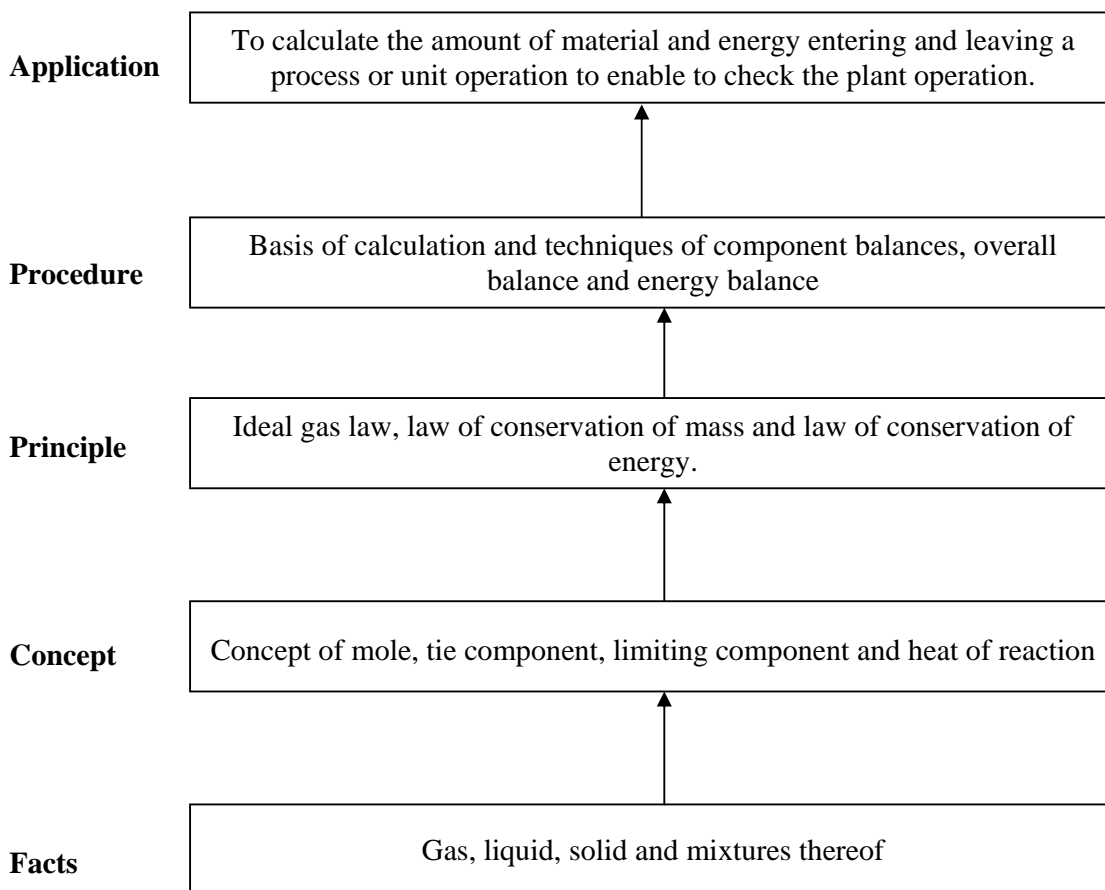 Application
To calculate the amount of material and energy entering and leaving a
process or unit operation to enable to check the plant operation.
Procedure
Basis of calculation and techniques of component balances, overall
balance and energy balance
Principle
Ideal gas law, law of conservation of mass and law of conservation of
energy.
Concept
Concept of mole, tie component, limiting component and heat of reaction
Facts
Gas, liquid, solid and mixtures thereof